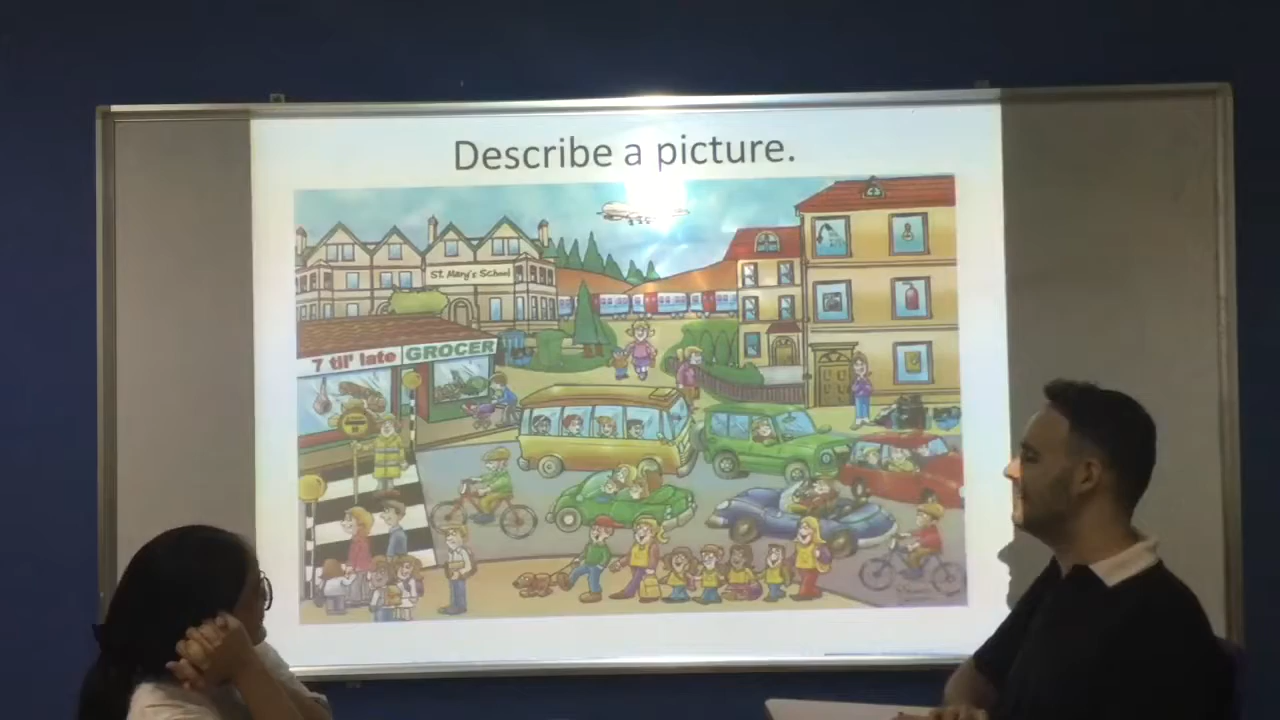 Describe a picture.
St. Mary's School
7 til' late GROCER